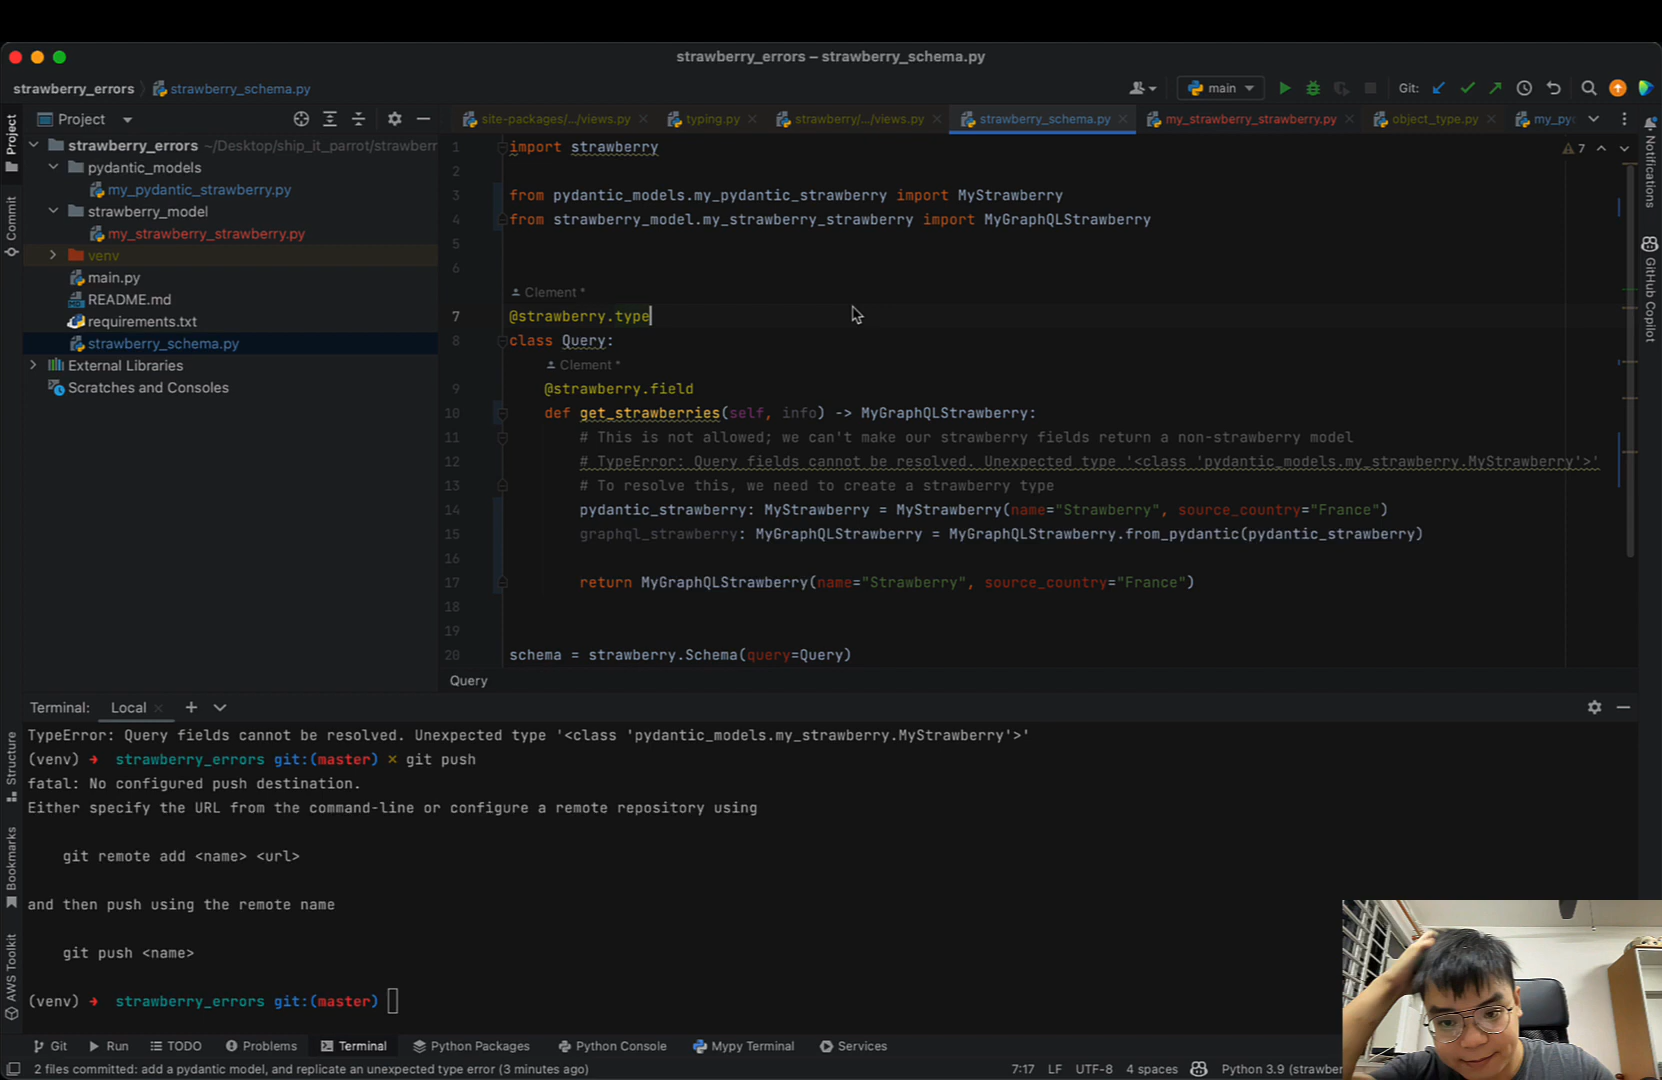 strawberry_errors – strawberry_schema.py
strawberry_errors strawberry_schema.py main Git:
Project
site-packages/.../views.py typing.py strawberry/.../views.py strawberry_schema.py my_strawberry_strawberry.py object_type.py my_py
Project
strawberry_errors ~/Desktop/ship_it_parrot/strawberr
pydantic_models
my_pydantic_strawberry.py
strawberry_model
my_strawberry_strawberry.py
venv
main.py
README.md
requirements.txt
strawberry_schema.py
External Libraries
Scratches and Consoles
Commit
Structure
Bookmarks
AWS Toolkit
1 import strawberry
2
3 from pydantic_models.my_pydantic_strawberry import MyStrawberry
4 from strawberry_model.my_strawberry_strawberry import MyGraphQLStrawberry
5
6
Clement *
7 @strawberry.type
8 class Query:
Clement *
9 @strawberry.field
10 def get_strawberries(self, info) -> MyGraphQLStrawberry:
11 # This is not allowed; we can't make our strawberry fields return a non-strawberry model
12 # TypeError: Query fields cannot be resolved. Unexpected type '<class 'pydantic_models.my_strawberry.MyStrawberry'>'
13 # To resolve this, we need to create a strawberry type
14 pydantic_strawberry: MyStrawberry = MyStrawberry(name="Strawberry", source_country="France")
15 graphql_strawberry: MyGraphQLStrawberry = MyGraphQLStrawberry.from_pydantic(pydantic_strawberry)
16
17 return MyGraphQLStrawberry(name="Strawberry", source_country="France")
18
19
20 schema = strawberry.Schema(query=Query)
7
Notifications
GitHub Copilot
Query
Terminal: Local
TypeError: Query fields cannot be resolved. Unexpected type '<class 'pydantic_models.my_strawberry.MyStrawberry'>'
(venv) → strawberry_errors git:(master) × git push
fatal: No configured push destination.
Either specify the URL from the command-line or configure a remote repository using
git remote add <name> <url>
and then push using the remote name
git push <name>
(venv) → strawberry_errors git:(master)
Git Run TODO Problems Terminal Python Packages Python Console Mypy Terminal Services
2 files committed: add a pydantic model, and replicate an unexpected type error (3 minutes ago) 7:17 LF UTF-8 4 spaces Python 3.9 (strawber